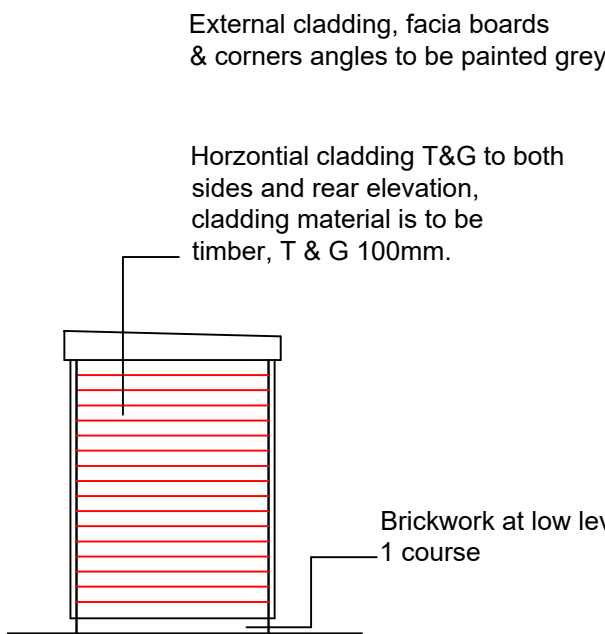 External cladding, facia boards
& corners angles to be painted grey
Horzontial cladding T&G to both
sides and rear elevation,
cladding material is to be
timber, T & G 100mm.
Brickwork at low lev
1 course